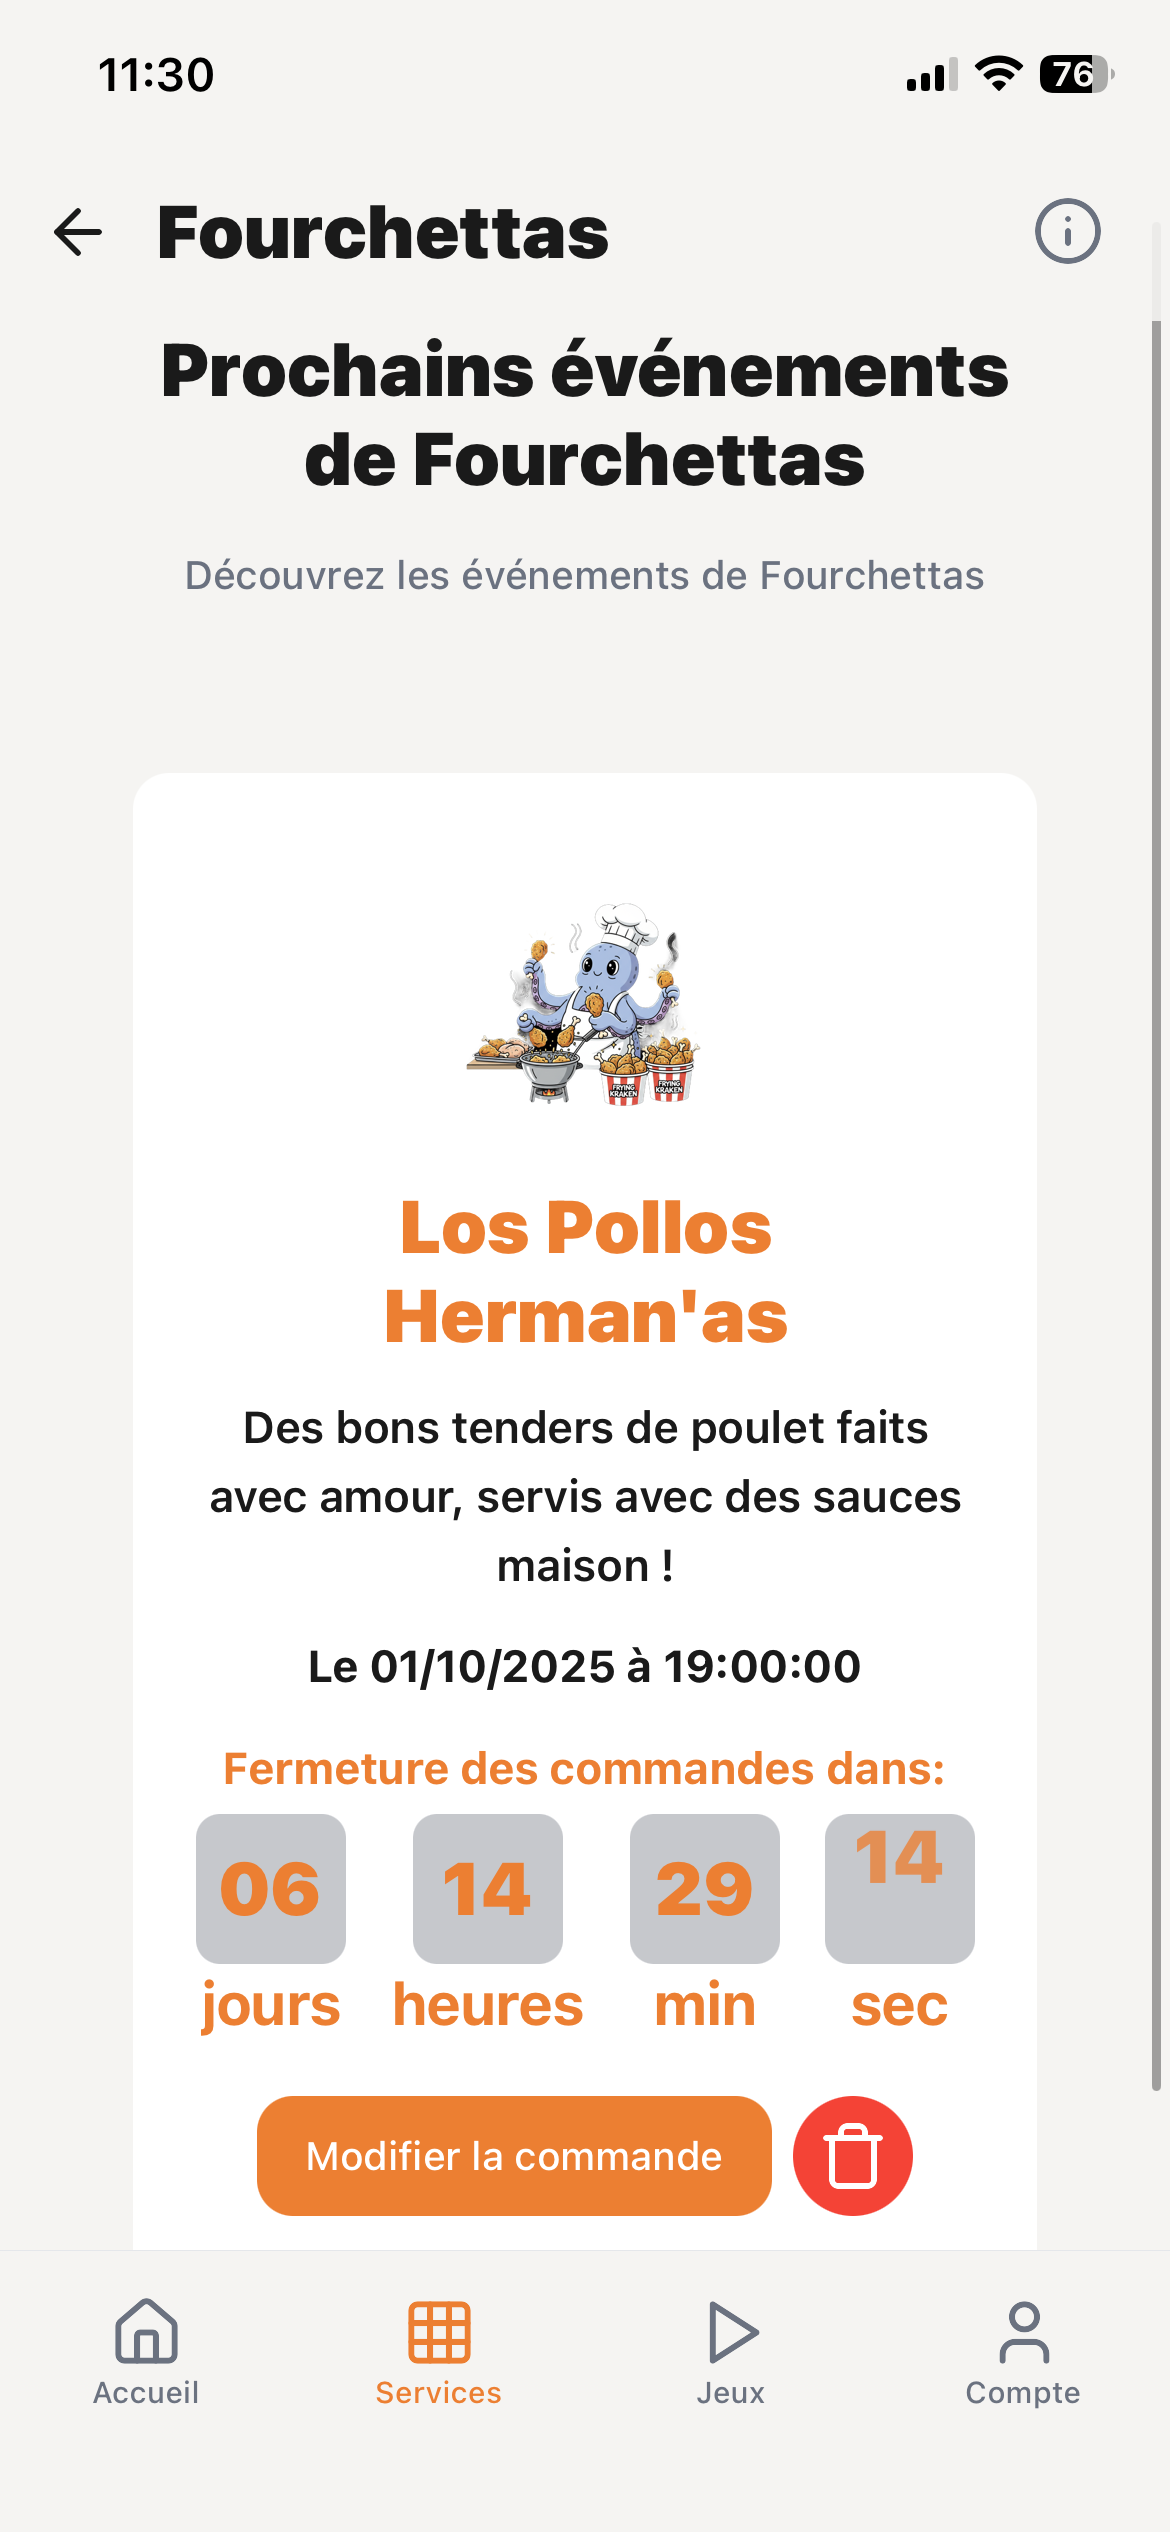 11:30
76
Fourchettas
Prochains événements
de Fourchettas
Découvrez les événements de Fourchettas
FRYING
KRAKEN
FRYING
KRAKEN
Los Pollos
Herman'as
Des bons tenders de poulet faits
avec amour, servis avec des sauces
maison !
Le 01/10/2025 à 19:00:00
Fermeture des commandes dans:
06 14 29 14
jours heures min sec
Modifier la commande
Accueil Services Jeux Compte